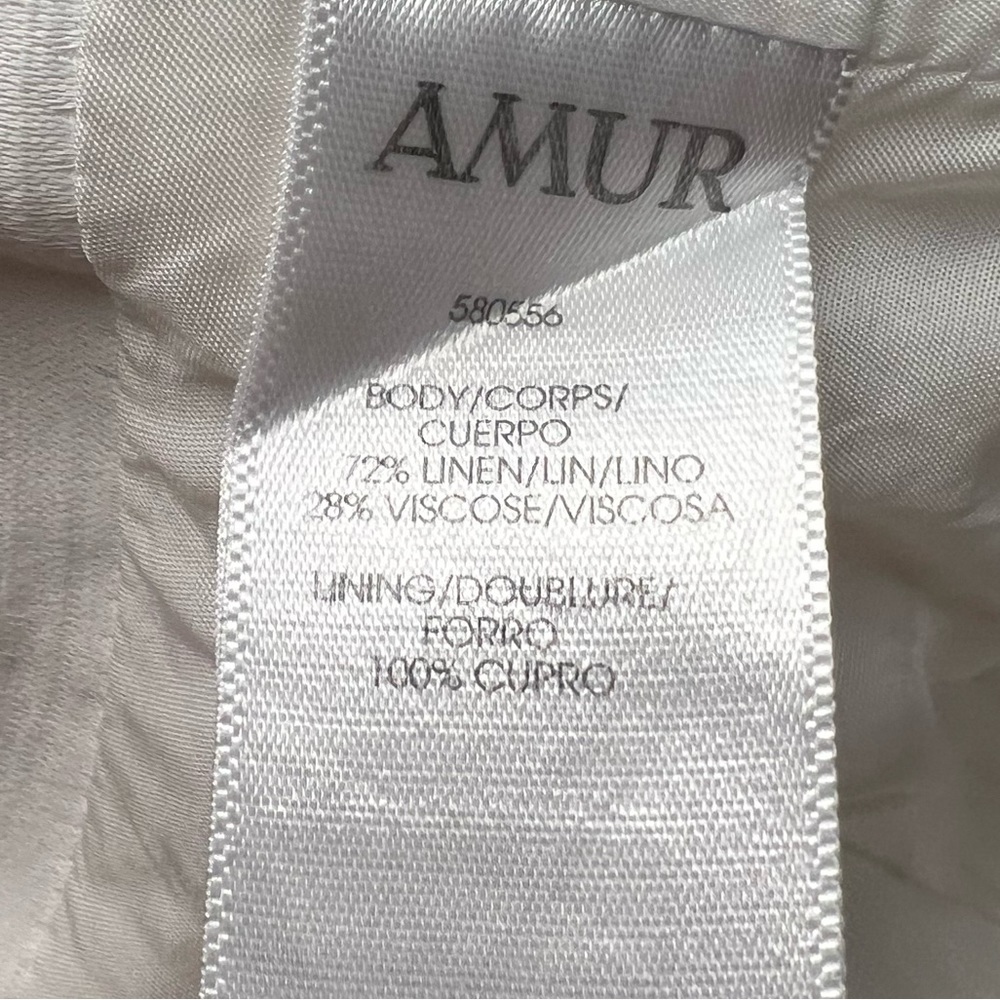 AMUR
580556
BODY/CORPS/
CUERPO
72% LINEN/LIN/LINO
28% VISCOSE/VISCOSA
LINING/DOUBLURE/
FORRO
100% CUPRO